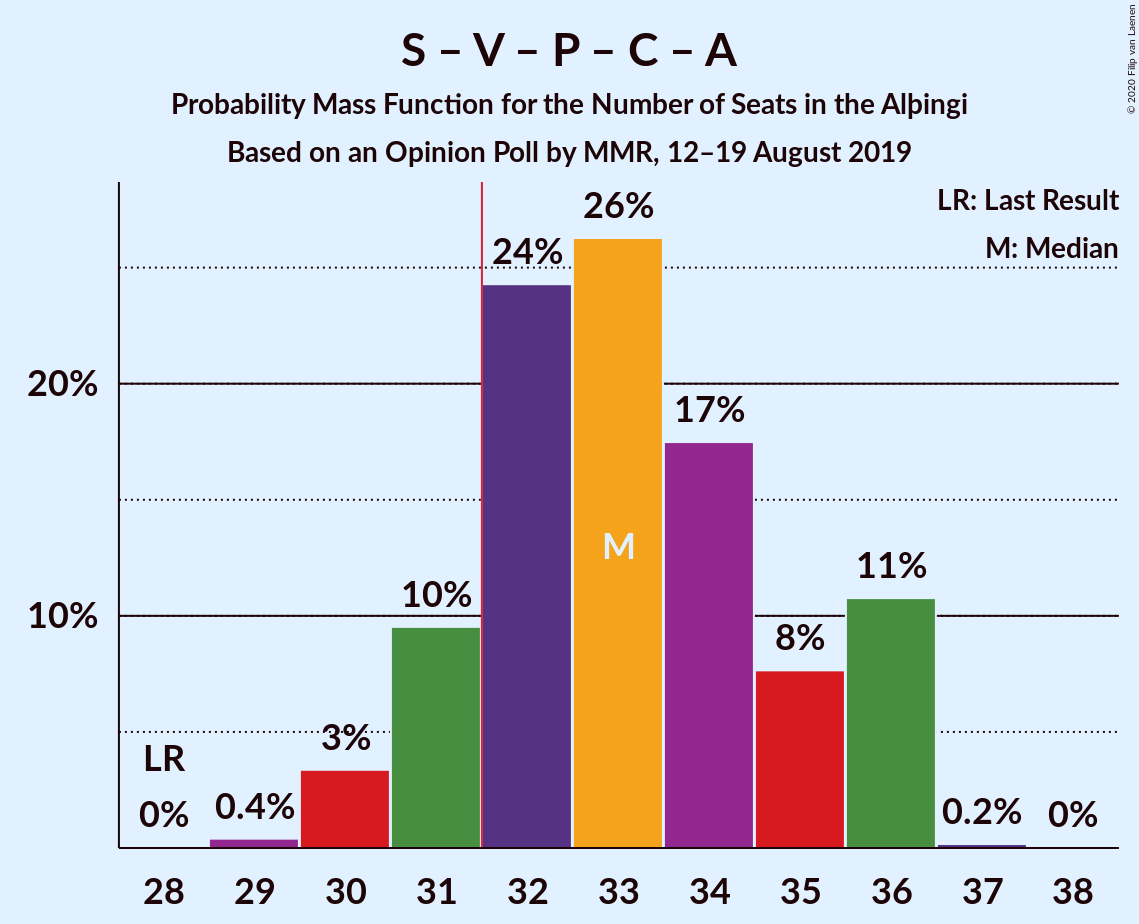 S – V – P – C – A
Probability Mass Function for the Number of Seats in the Alþingi
Based on an Opinion Poll by MMR, 12–19 August 2019
© 2020 Filip van Laenen
LR: Last Result
M: Median
26%
24%
20%
17%
M
11%
10%
10%
8%
3%
LR
0%
0.4%
0.2%
0%
28 29 30 31 32 33 34 35 36 37 38